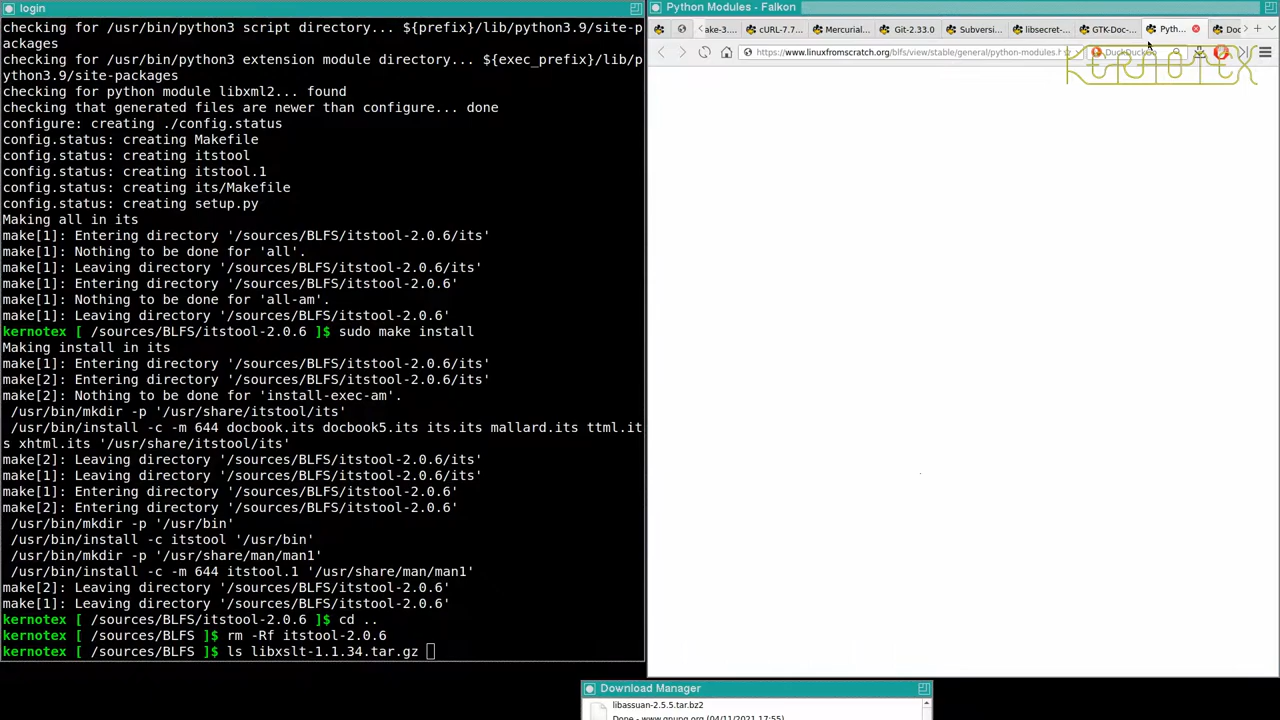 login
checking for /usr/bin/python3 script directory... ${prefix}/lib/python3.9/site-p
ackages
checking for /usr/bin/python3 extension module directory... ${exec_prefix}/lib/p
ython3.9/site-packages
checking for python module libxml2... found
checking that generated files are newer than configure... done
configure: creating ./config.status
config.status: creating Makefile
config.status: creating itstool
config.status: creating itstool.1
config.status: creating its/Makefile
config.status: creating setup.py
Making all in its
make[1]: Entering directory '/sources/BLFS/itstool-2.0.6/its'
make[1]: Nothing to be done for 'all'.
make[1]: Leaving directory '/sources/BLFS/itstool-2.0.6/its'
make[1]: Entering directory '/sources/BLFS/itstool-2.0.6'
make[1]: Nothing to be done for 'all-am'.
make[1]: Leaving directory '/sources/BLFS/itstool-2.0.6'
kernotex [ /sources/BLFS/itstool-2.0.6 ]$ sudo make install
Making install in its
make[1]: Entering directory '/sources/BLFS/itstool-2.0.6/its'
make[2]: Entering directory '/sources/BLFS/itstool-2.0.6/its'
make[2]: Nothing to be done for 'install-exec-am'.
/usr/bin/mkdir -p '/usr/share/itstool/its'
/usr/bin/install -c -m 644 docbook.its docbook5.its its.its mallard.its ttml.it
s xhtml.its '/usr/share/itstool/its'
make[2]: Leaving directory '/sources/BLFS/itstool-2.0.6/its'
make[1]: Leaving directory '/sources/BLFS/itstool-2.0.6/its'
make[1]: Entering directory '/sources/BLFS/itstool-2.0.6'
make[2]: Entering directory '/sources/BLFS/itstool-2.0.6'
/usr/bin/mkdir -p '/usr/bin'
/usr/bin/install -c itstool '/usr/bin'
/usr/bin/mkdir -p '/usr/share/man/man1'
/usr/bin/install -c -m 644 itstool.1 '/usr/share/man/man1'
make[2]: Leaving directory '/sources/BLFS/itstool-2.0.6'
make[1]: Leaving directory '/sources/BLFS/itstool-2.0.6'
kernotex [ /sources/BLFS/itstool-2.0.6 ]$ cd ..
kernotex [ /sources/BLFS ]$ rm -Rf itstool-2.0.6
kernotex [ /sources/BLFS ]$ ls libxslt-1.1.34.tar.gz
Python Modules - Falkon
ake-3.... cURL-7.7... Mercurial... Git-2.33.0 Subversi... libsecret-... GTK-Doc-... Pyth... Doc
https://www.linuxfromscratch.org/blfs/view/stable/general/python-modules.h DuckDuckGo
KERNOTEX
Download Manager
libassuan-2.5.5.tar.bz2
Done - www.gnupg.org (04/11/2021 17:55)